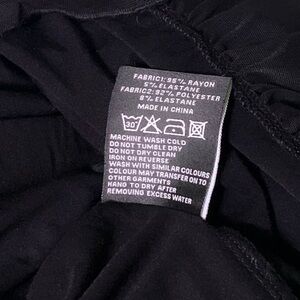 FABRIC1: 95% RAYON
5% ELASTANE
FABRIC2: 92% POLYESTER
8% ELASTANE
MADE IN CHINA
30°
MACHINE WASH COLD
DO NOT TUMBLE DRY
DO NOT DRY CLEAN
IRON ON REVERSE
WASH WITH SIMILAR COLOURS
COLOUR MAY TRANSFER ON TO
OTHER GARMENTS
HANG TO DRY AFTER
REMOVING EXCESS WATER